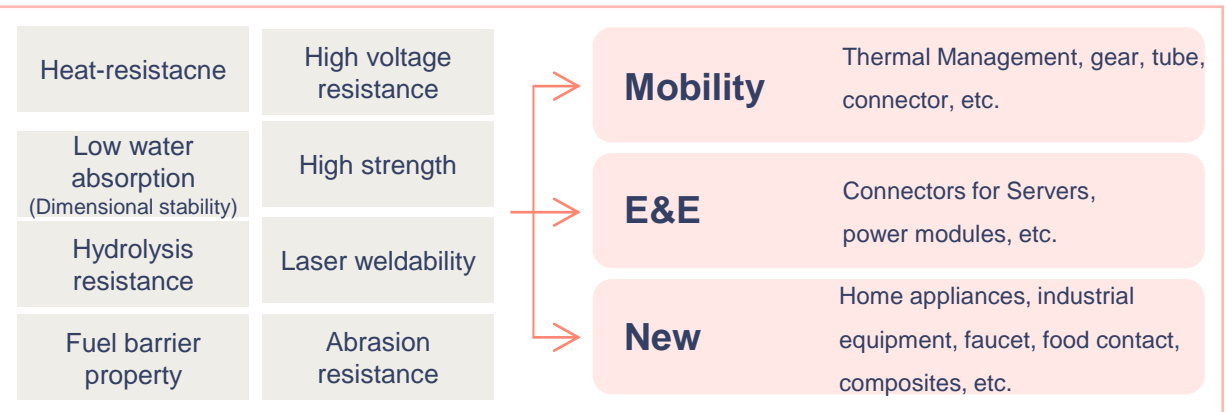 Heat-resistacne
High voltage
resistance
Low water
absorption
(Dimensional stability)
High strength
Hydrolysis
resistance
Laser weldability
Fuel barrier
property
Abrasion
resistance
Mobility
Thermal Management, gear, tube,
connector, etc.
E&E
Connectors for Servers,
power modules, etc.
New
Home appliances, industrial
equipment, faucet, food contact,
composites, etc.